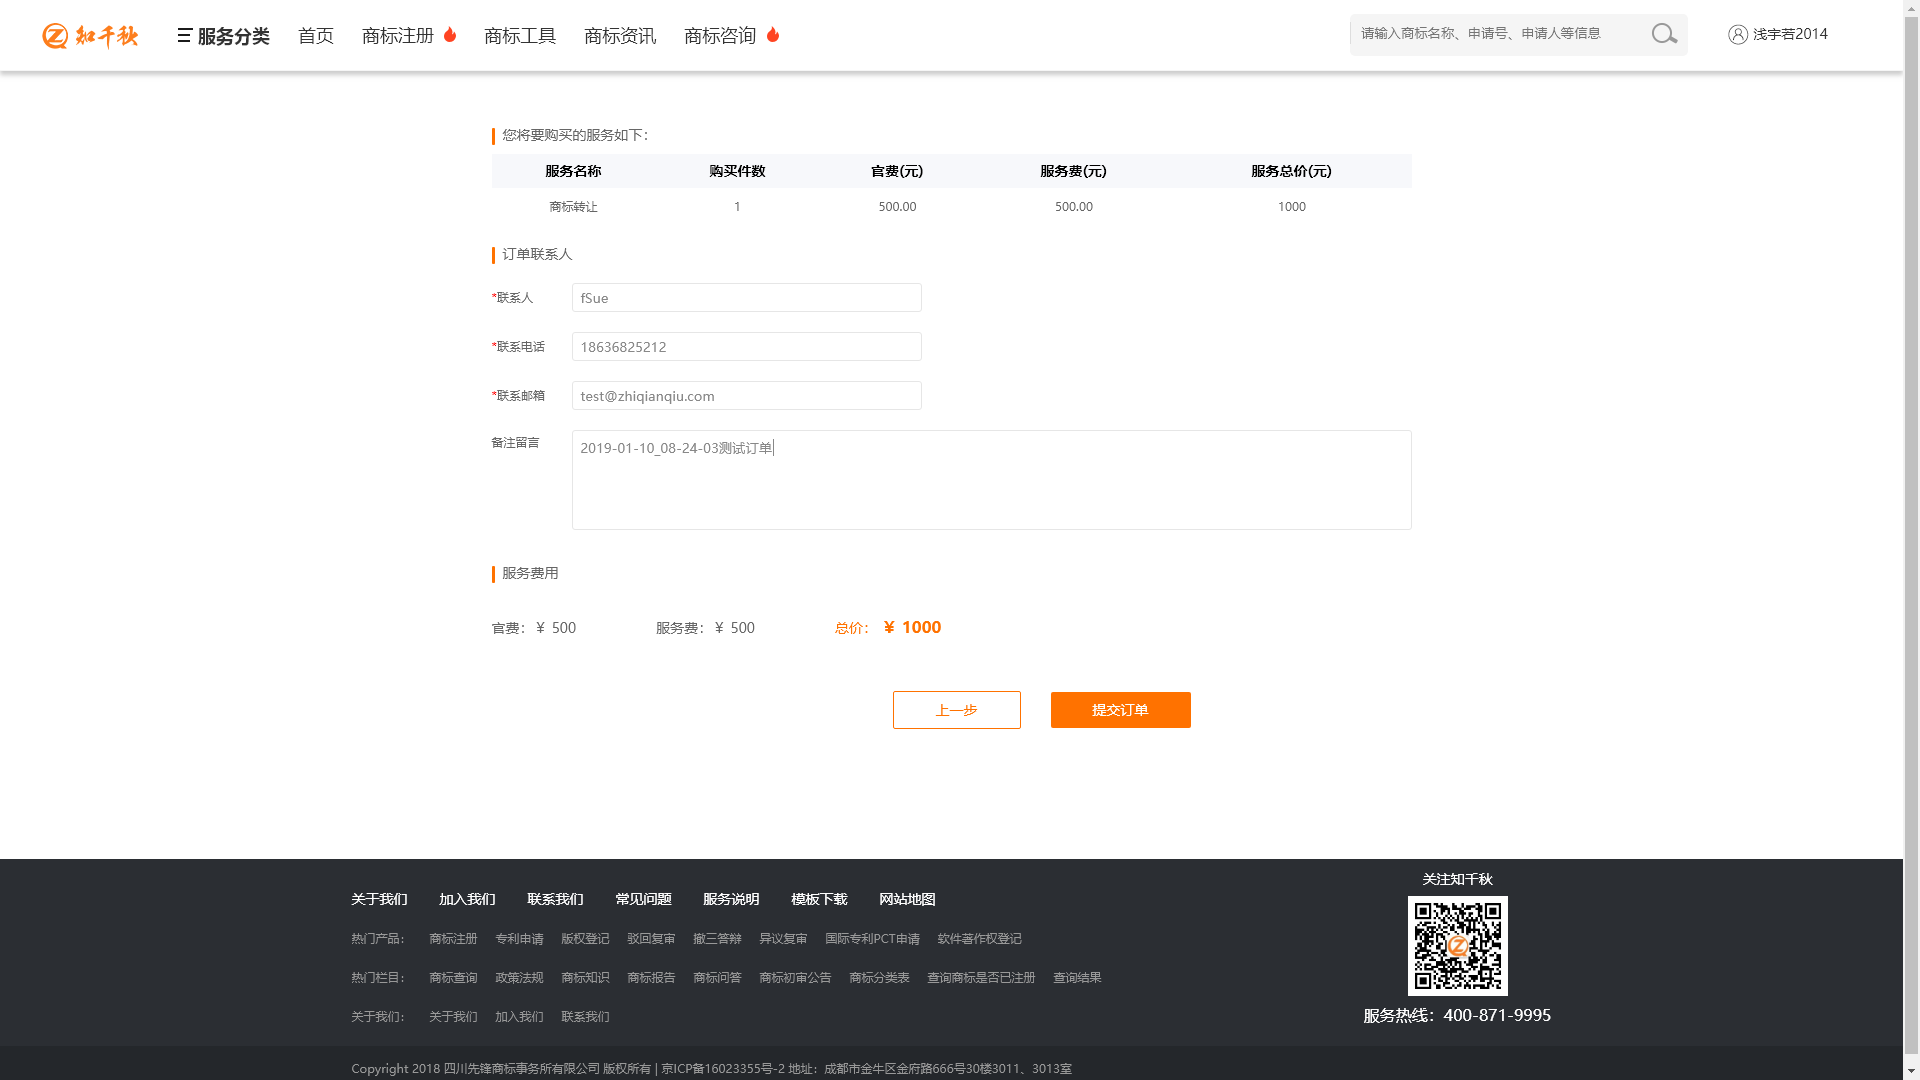 知千秋 服务分类 首页 商标注册 商标工具 商标资讯 商标咨询 请输入商标名称、申请号、申请人等信息 浅宇若2014
您将要购买的服务如下：
服务名称 购买件数 官费(元) 服务费(元) 服务总价(元)
商标转让 1 500.00 500.00 1000
订单联系人
*联系人 fSue
*联系电话 18636825212
*联系邮箱 test@zhiqianqiu.com
备注留言 2019-01-10_08-24-03测试订单
服务费用
官费：￥ 500 服务费：￥ 500 总价：￥ 1000
上一步 提交订单
关注知千秋
关于我们 加入我们 联系我们 常见问题 服务说明 模板下载 网站地图
热门产品： 商标注册 专利申请 版权登记 驳回复审 撤三答辩 异议复审 国际专利PCT申请 软件著作权登记
热门栏目： 商标查询 政策法规 商标知识 商标报告 商标问答 商标初审公告 商标分类表 查询商标是否已注册 查询结果
关于我们： 关于我们 加入我们 联系我们
服务热线：400-871-9995
Copyright 2018 四川先锋商标事务所有限公司 版权所有 | 京ICP备16023355号-2 地址：成都市金牛区金府路666号30楼3011、3013室